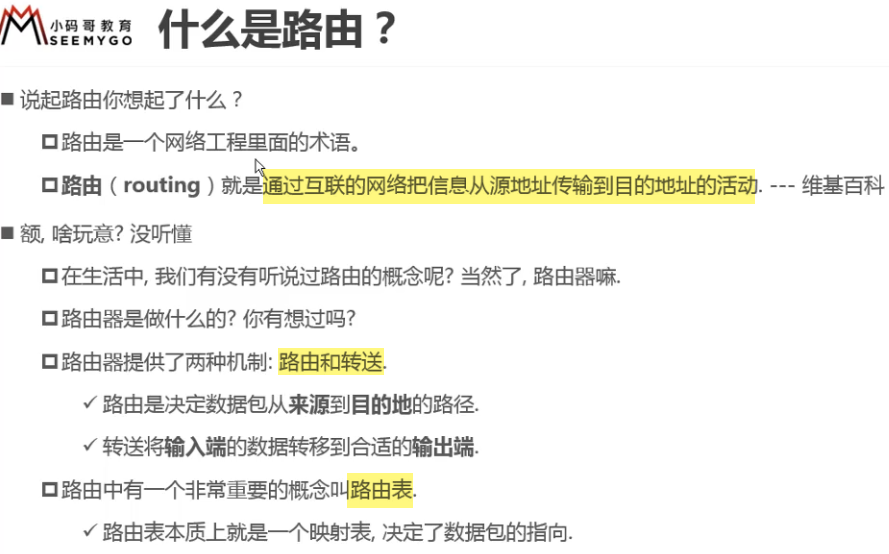 小码哥教育
SEEMYGO
什么是路由？
说起路由你想起了什么？
路由是一个网络工程里面的术语。
路由（routing）就是通过互联的网络把信息从源地址传输到目的地址的活动. --- 维基百科
额, 啥玩意? 没听懂
在生活中, 我们有没有听说过路由的概念呢? 当然了, 路由器嘛.
路由器是做什么的? 你有想过吗?
路由器提供了两种机制: 路由和转送.
✓ 路由是决定数据包从来源到目的地的路径.
✓ 转送将输入端的数据转移到合适的输出端.
路由中有一个非常重要的概念叫路由表.
✓ 路由表本质上就是一个映射表, 决定了数据包的指向.